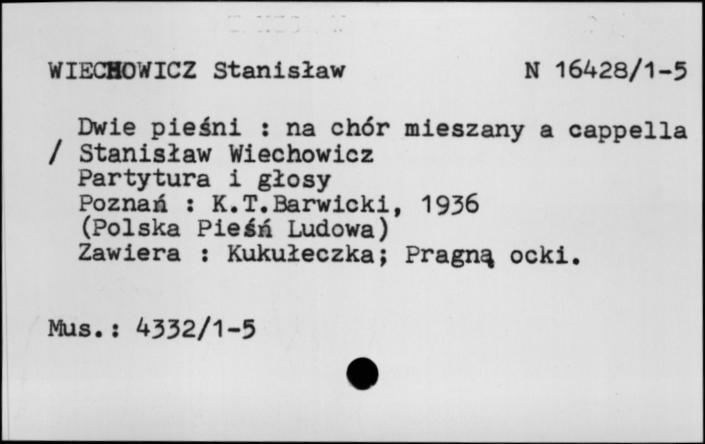 WIECHOWICZ Stanisław N 16428/1-5
Dwie pieśni : na chór mieszany a cappella
/ Stanisław Wiechowicz
Partytura i głosy
Poznań : K.T.Barwicki, 1936
(Polska Pieśń Ludowa)
Zawiera : Kukułeczka; Pragną ocki.
Mus.: 4332/1-5